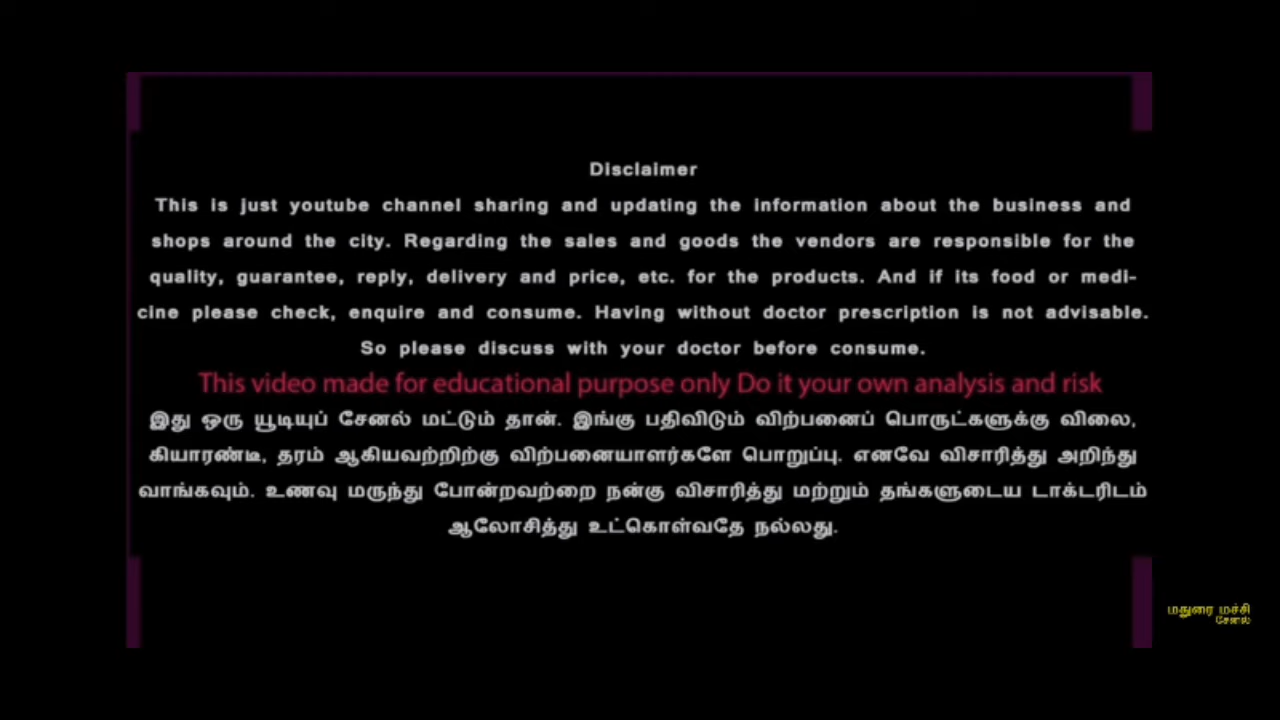 Disclaimer
This is just youtube channel sharing and updating the information about the business and
shops around the city. Regarding the sales and goods the vendors are responsible for the
quality, guarantee, reply, delivery and price, etc. for the products. And if its food or medi-
cine please check, enquire and consume. Having without doctor prescription is not advisable.
So please discuss with your doctor before consume.
This video made for educational purpose only Do it your own analysis and risk
இது ஒரு யூடியுப் சேனல் மட்டும் தான். இங்கு பதிவிடும் விற்பனைப் பொருட்களுக்கு விலை,
கியாரண்டீ, தரம் ஆகியவற்றிற்கு விற்பனையாளர்களே பொறுப்பு. எனவே விசாரித்து அறிந்து
வாங்கவும். உணவு மருந்து போன்றவற்றை நன்கு விசாரித்து மற்றும் தங்களுடைய டாக்டரிடம்
ஆலோசித்து உட்கொள்வதே நல்லது.
மதுரை மச்சி
சேனல்